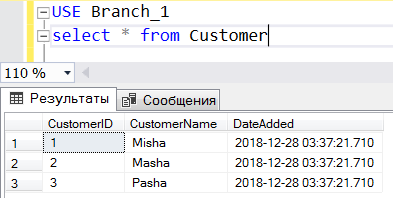 USE Branch_1
select * from Customer
110 %
Результаты Сообщения
CustomerID CustomerName DateAdded
1 1 Misha 2018-12-28 03:37:21.710
2 2 Masha 2018-12-28 03:37:21.710
3 3 Pasha 2018-12-28 03:37:21.710